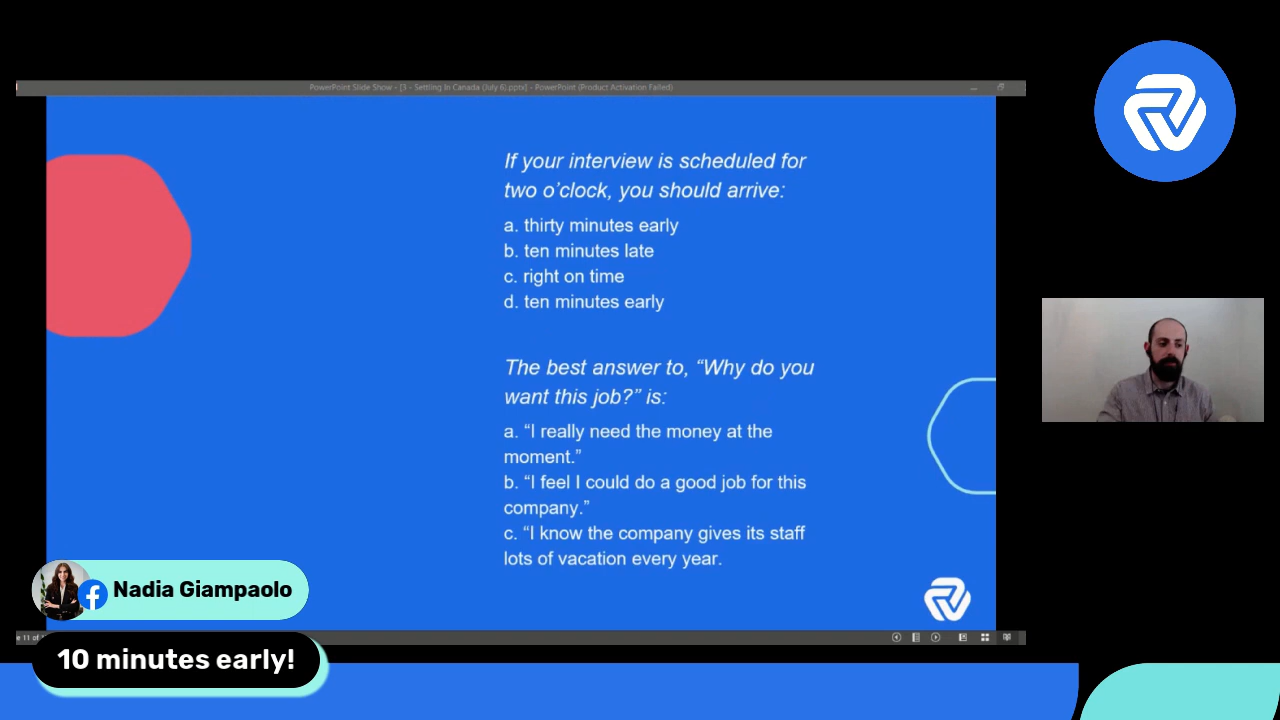 PowerPoint Slide Show - [3 - Settling In Canada (July 6).pptx] - PowerPoint (Product Activation Failed)
If your interview is scheduled for
two o’clock, you should arrive:
a. thirty minutes early
b. ten minutes late
c. right on time
d. ten minutes early
The best answer to, “Why do you
want this job?” is:
a. “I really need the money at the
moment.”
b. “I feel I could do a good job for this
company.”
c. “I know the company gives its staff
lots of vacation every year.
Nadia Giampaolo
11 of
10 minutes early!